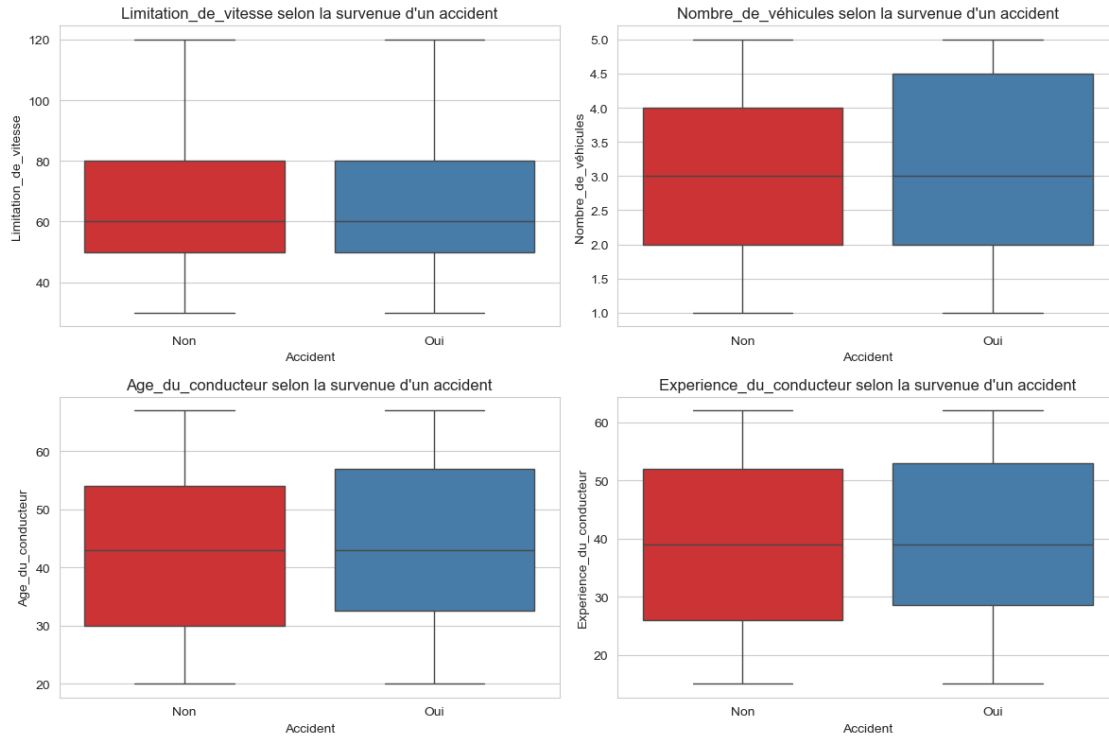 Limitation_de_vitesse selon la survenue d'un accident
120
100
80
60
40
Limitation_de_vitesse
Non
Oui
Accident
Nombre_de_véhicules selon la survenue d'un accident
5.0
4.5
4.0
3.5
3.0
2.5
2.0
1.5
1.0
Nombre_de_véhicules
Non
Oui
Accident
Age_du_conducteur selon la survenue d'un accident
60
50
40
30
20
Age_du_conducteur
Non
Oui
Accident
Experience_du_conducteur selon la survenue d'un accident
60
50
40
30
20
Experience_du_conducteur
Non
Oui
Accident